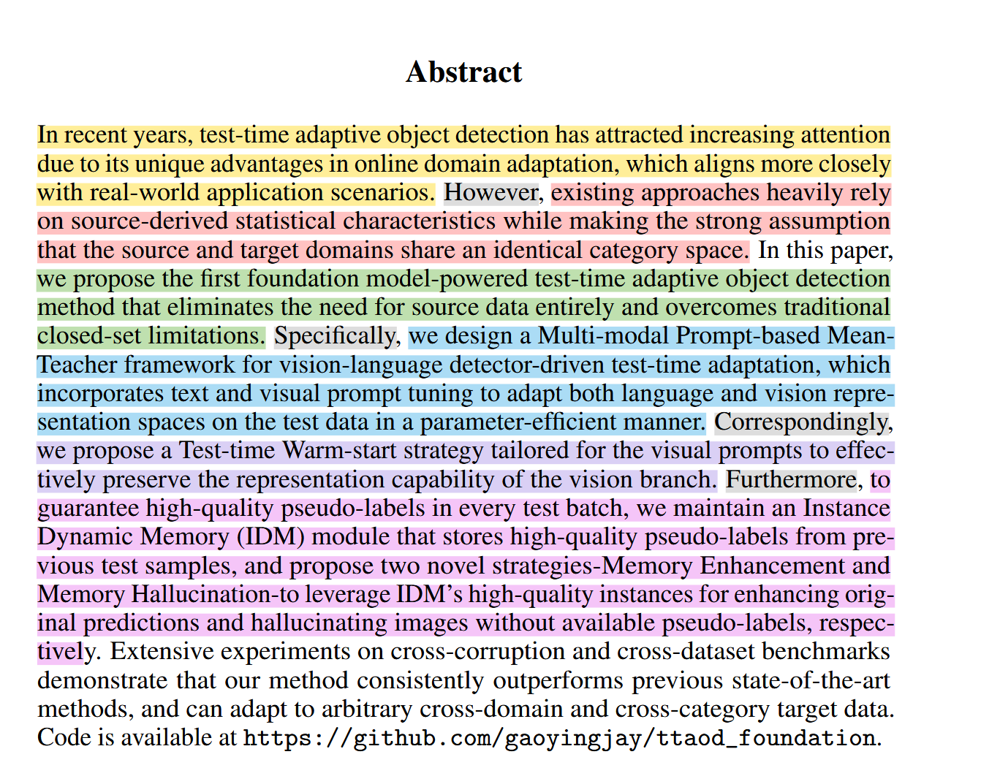 Abstract
In recent years, test-time adaptive object detection has attracted increasing attention
due to its unique advantages in online domain adaptation, which aligns more closely
with real-world application scenarios. However, existing approaches heavily rely
on source-derived statistical characteristics while making the strong assumption
that the source and target domains share an identical category space. In this paper,
we propose the first foundation model-powered test-time adaptive object detection
method that eliminates the need for source data entirely and overcomes traditional
closed-set limitations. Specifically, we design a Multi-modal Prompt-based Mean-
Teacher framework for vision-language detector-driven test-time adaptation, which
incorporates text and visual prompt tuning to adapt both language and vision repre-
sentation spaces on the test data in a parameter-efficient manner. Correspondingly,
we propose a Test-time Warm-start strategy tailored for the visual prompts to effec-
tively preserve the representation capability of the vision branch. Furthermore, to
guarantee high-quality pseudo-labels in every test batch, we maintain an Instance
Dynamic Memory (IDM) module that stores high-quality pseudo-labels from pre-
vious test samples, and propose two novel strategies-Memory Enhancement and
Memory Hallucination-to leverage IDM's high-quality instances for enhancing orig-
inal predictions and hallucinating images without available pseudo-labels, respec-
tively. Extensive experiments on cross-corruption and cross-dataset benchmarks
demonstrate that our method consistently outperforms previous state-of-the-art
methods, and can adapt to arbitrary cross-domain and cross-category target data.
Code is available at https://github.com/gaoyingjay/ttaod_foundation.